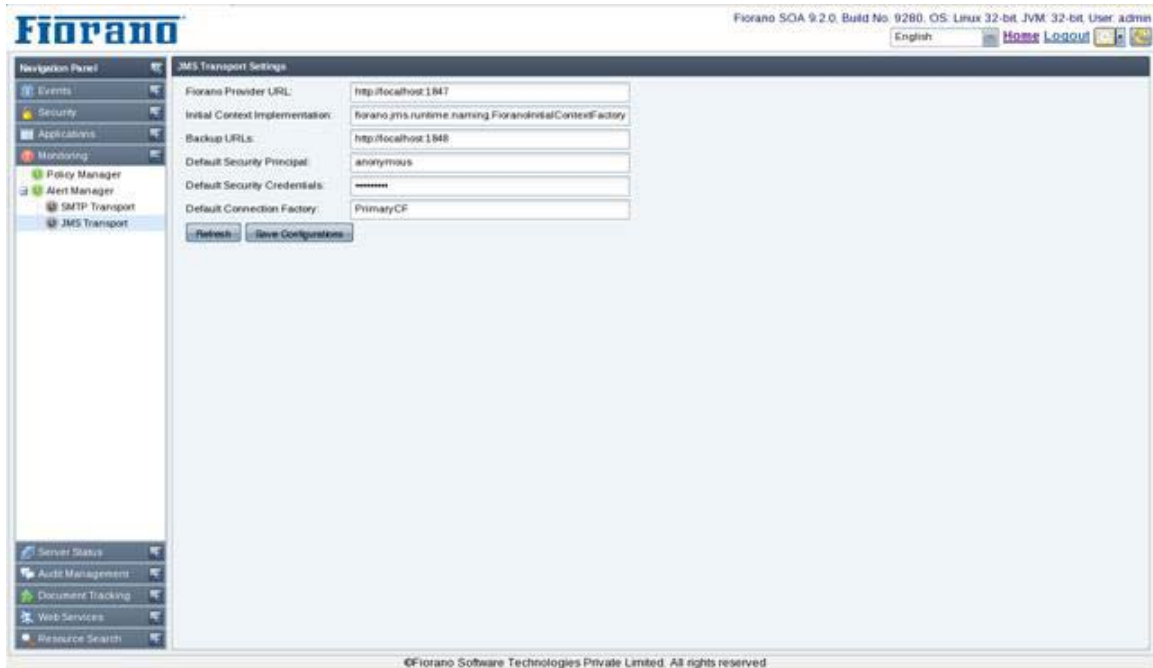 Fiorano
Fiorano SOA 9.2.0, Build No: 9280, OS: Linux 32-bit, JVM: 32-bit, User: admin
English Home Logout
Navigation Panel
Events
Security
Applications
Monitoring
Policy Manager
Alert Manager
SMTP Transport
JMS Transport
Server Status
Audit Management
Document Tracking
Web Services
Resource Search
JMS Transport Settings
Fiorano Provider URL: http://localhost:1847
Initial Context Implementation: fiorano.jms.runtime.naming.FioranoInitialContextFactory
Backup URLs: http://localhost:1848
Default Security Principal: anonymous
Default Security Credentials: •••••••••
Default Connection Factory: PrimaryCF
Refresh Save Configurations
©Fiorano Software Technologies Private Limited. All rights reserved